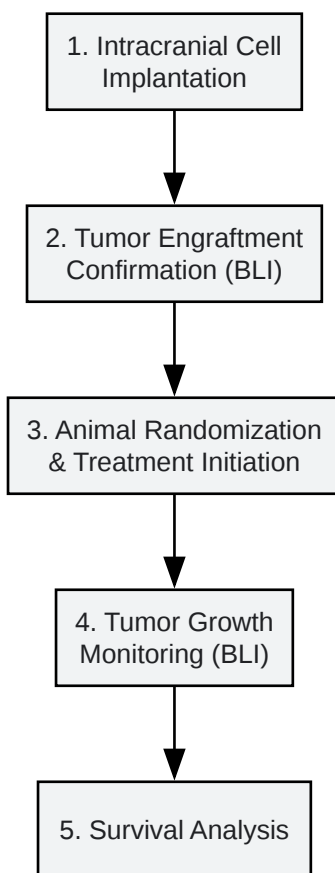 1. Intracranial Cell
Implantation
2. Tumor Engraftment
Confirmation (BLI)
3. Animal Randomization
& Treatment Initiation
4. Tumor Growth
Monitoring (BLI)
5. Survival Analysis